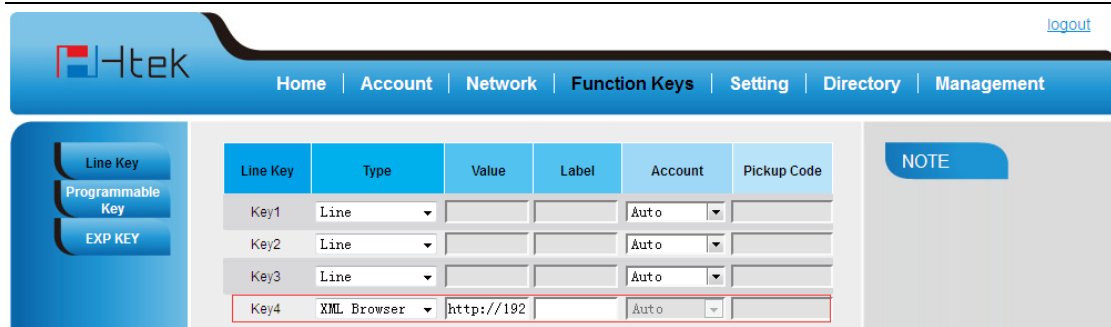 logout
Htek
Home | Account | Network | Function Keys | Setting | Directory | Management
Line Key
Programmable Key
EXP KEY
Line Key Type Value Label Account Pickup Code
Key1 Line Auto
Key2 Line Auto
Key3 Line Auto
Key4 XML Browser http://192 Auto
NOTE